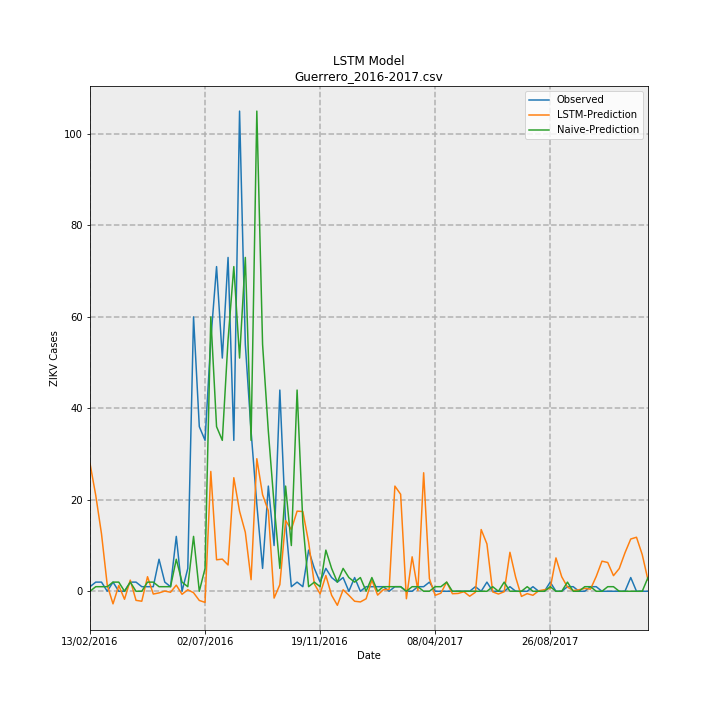 LSTM Model
Guerrero_2016-2017.csv
Observed
LSTM-Prediction
Naive-Prediction
100
80
60
40
20
0
ZIKV Cases
13/02/2016 02/07/2016 19/11/2016 08/04/2017 26/08/2017
Date